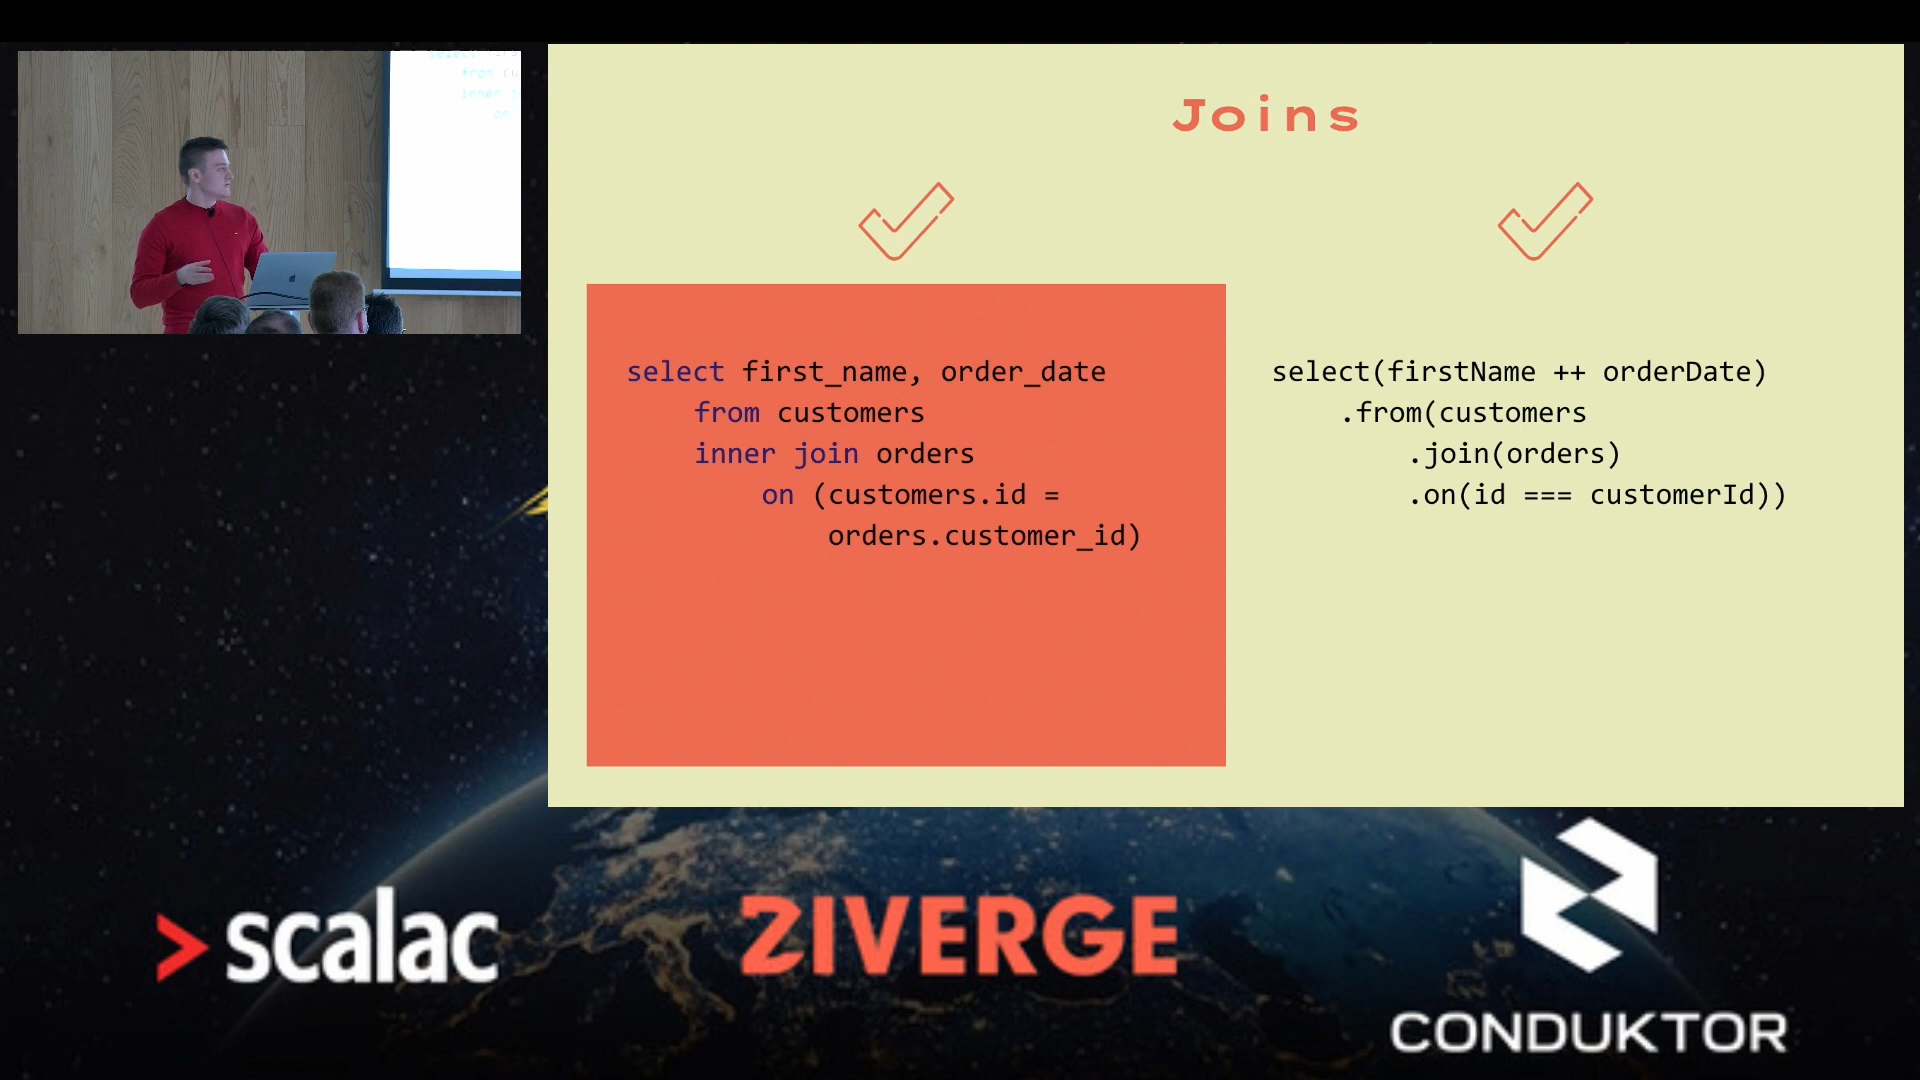 Joins
select first_name, order_date
from customers
inner join orders
on (customers.id =
orders.customer_id)
select(firstName ++ orderDate)
.from(customers
.join(orders)
.on(id === customerId))
scalac
ZIVERGE
CONDUKTOR